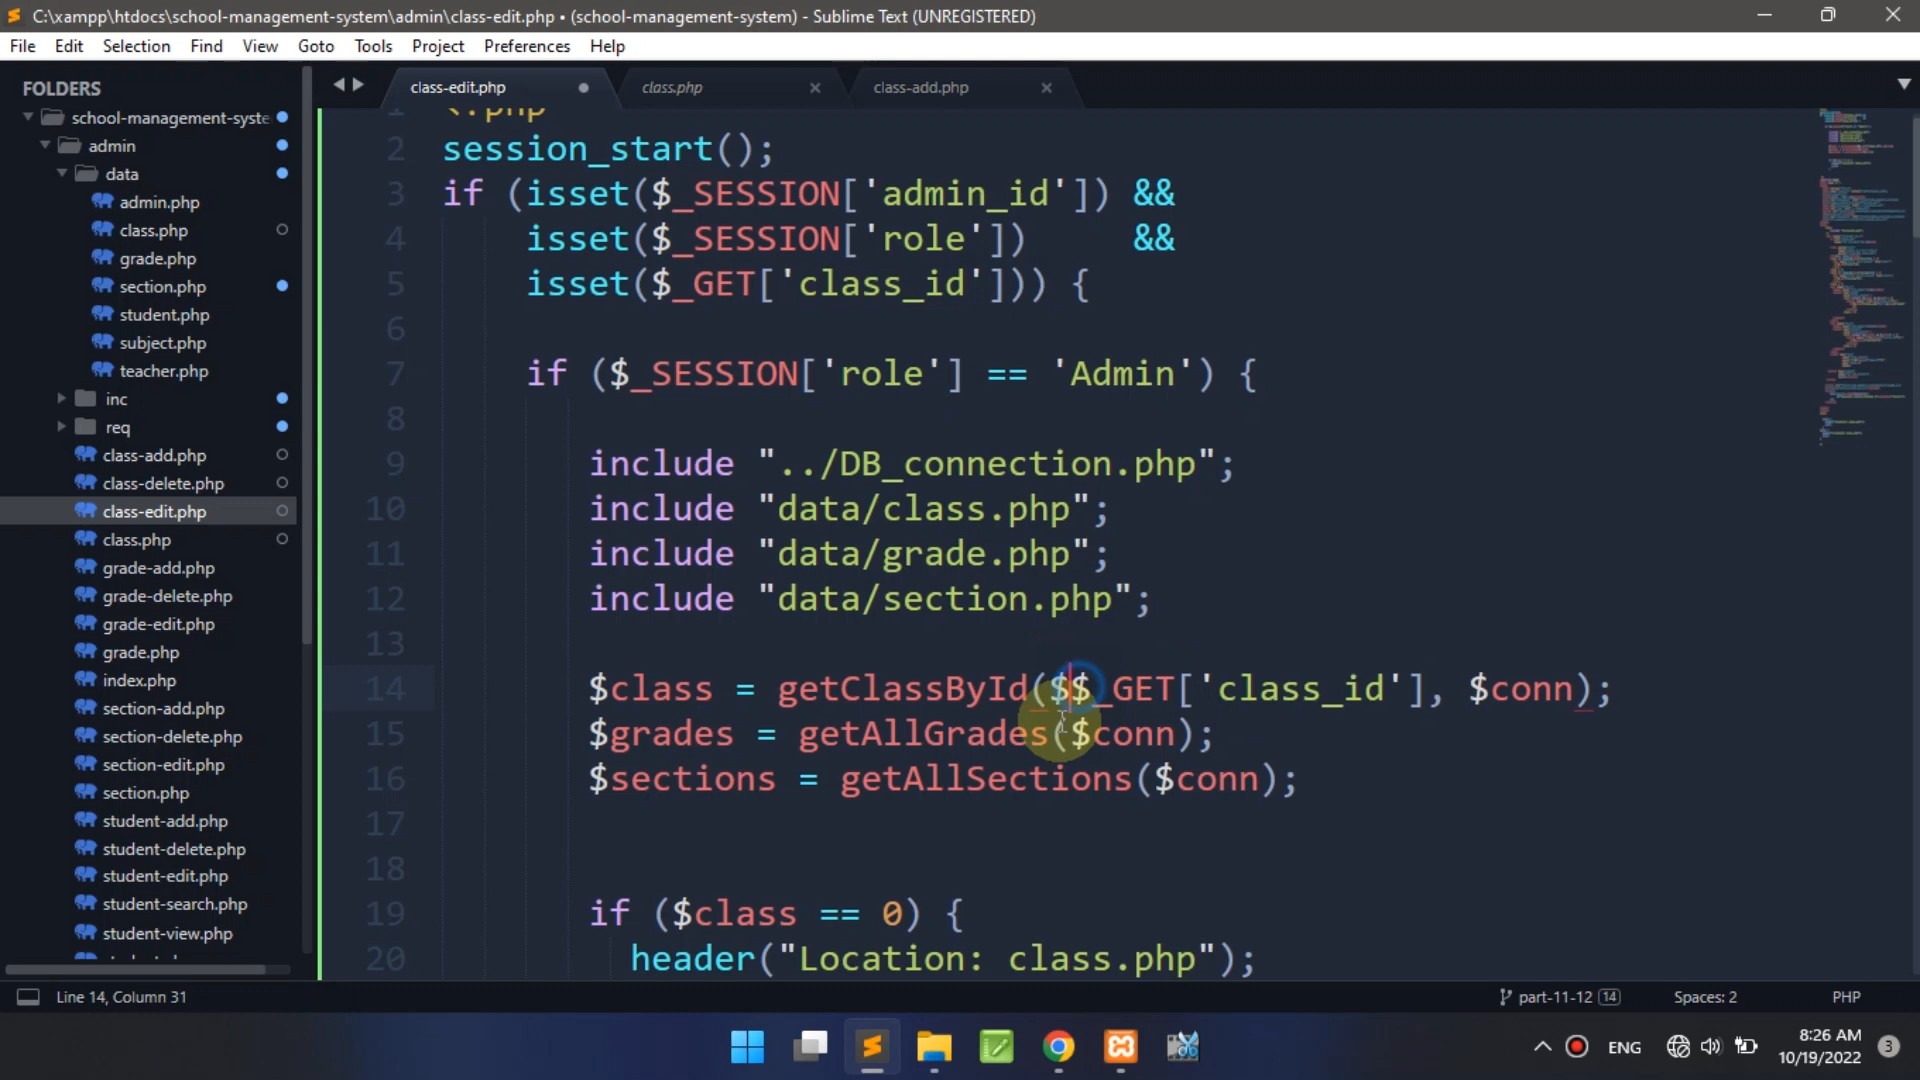 C:\xampp\htdocs\school-management-system\admin\class-edit.php • (school-management-system) - Sublime Text (UNREGISTERED)
File Edit Selection Find View Goto Tools Project Preferences Help
FOLDERS
school-management-syste
admin
data
admin.php
class.php
grade.php
section.php
student.php
subject.php
teacher.php
inc
req
class-add.php
class-delete.php
class-edit.php
class.php
grade-add.php
grade-delete.php
grade-edit.php
grade.php
index.php
section-add.php
section-delete.php
section-edit.php
section.php
student-add.php
student-delete.php
student-edit.php
student-search.php
student-view.php
class-edit.php class.php class-add.php
1 <?php
2 session_start();
3 if (isset($_SESSION['admin_id']) &&
4 isset($_SESSION['role']) &&
5 isset($_GET['class_id'])) {
6
7 if ($_SESSION['role'] == 'Admin') {
8
9 include "../DB_connection.php";
10 include "data/class.php";
11 include "data/grade.php";
12 include "data/section.php";
13
14 $class = getClassById($$_GET['class_id'], $conn);
15 $grades = getAllGrades($conn);
16 $sections = getAllSections($conn);
17
18
19 if ($class == 0) {
20 header("Location: class.php");
Line 14, Column 31 part-11-12 14 Spaces: 2 PHP
ENG 8:26 AM 3
10/19/2022